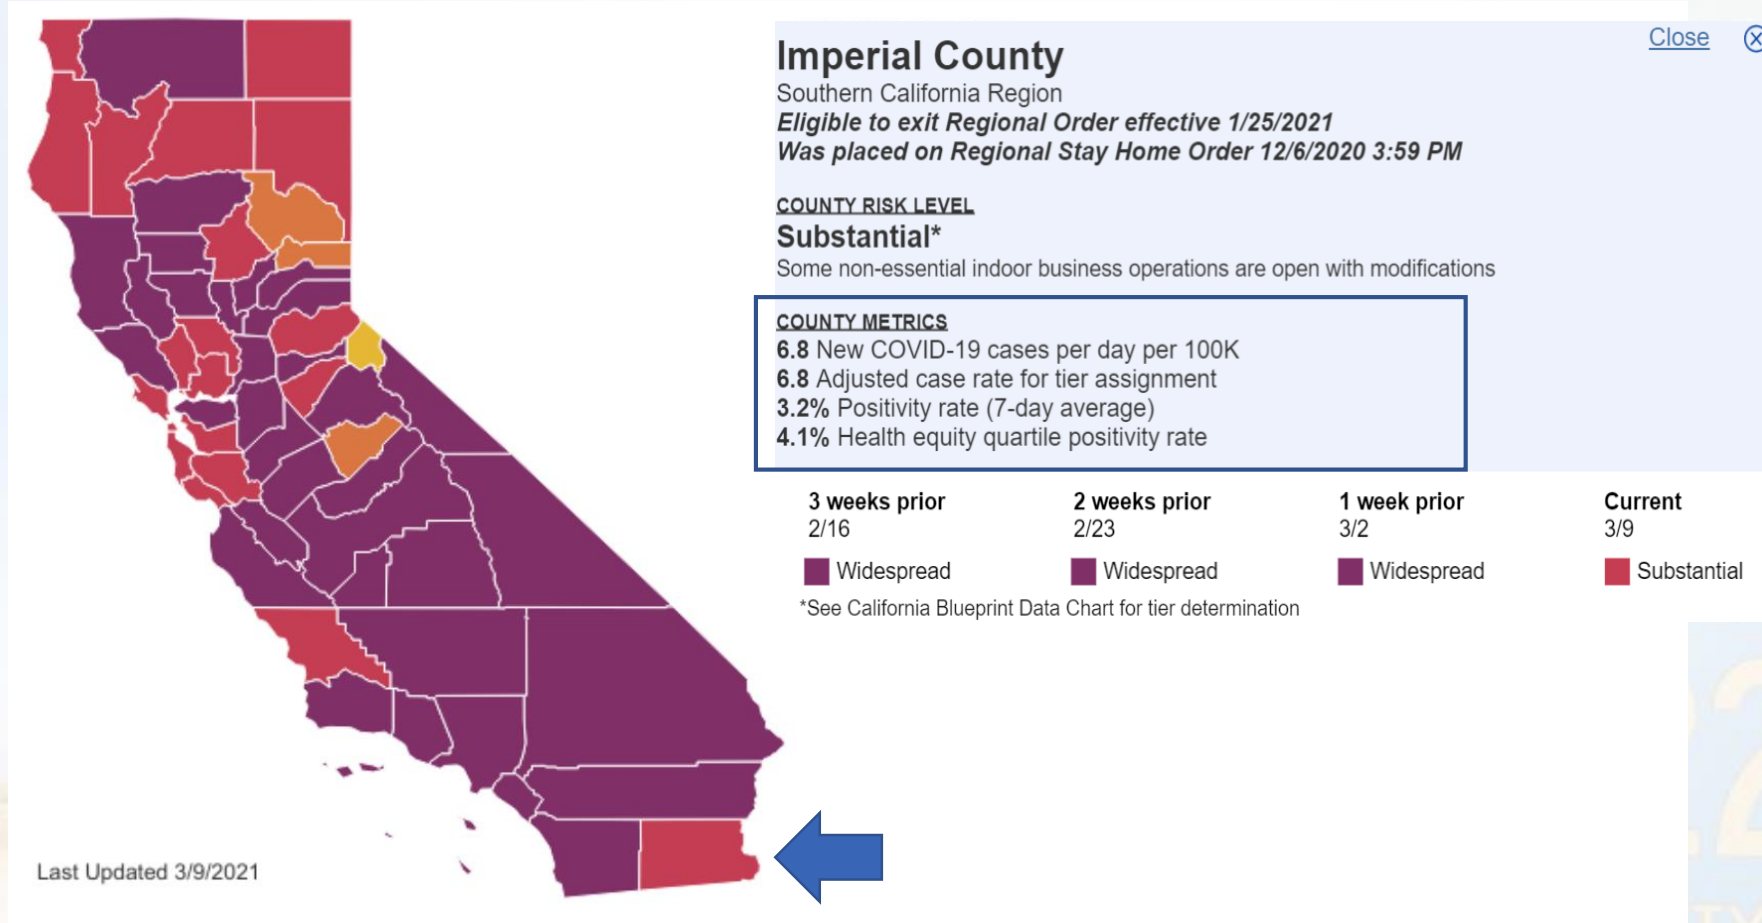 Close
Imperial County
Southern California Region
Eligible to exit Regional Order effective 1/25/2021
Was placed on Regional Stay Home Order 12/6/2020 3:59 PM
COUNTY RISK LEVEL
Substantial*
Some non-essential indoor business operations are open with modifications
COUNTY METRICS
6.8 New COVID-19 cases per day per 100K
6.8 Adjusted case rate for tier assignment
3.2% Positivity rate (7-day average)
4.1% Health equity quartile positivity rate
3 weeks prior 2 weeks prior 1 week prior Current
2/16 2/23 3/2 3/9
Widespread Widespread Widespread Substantial
*See California Blueprint Data Chart for tier determination
Last Updated 3/9/2021